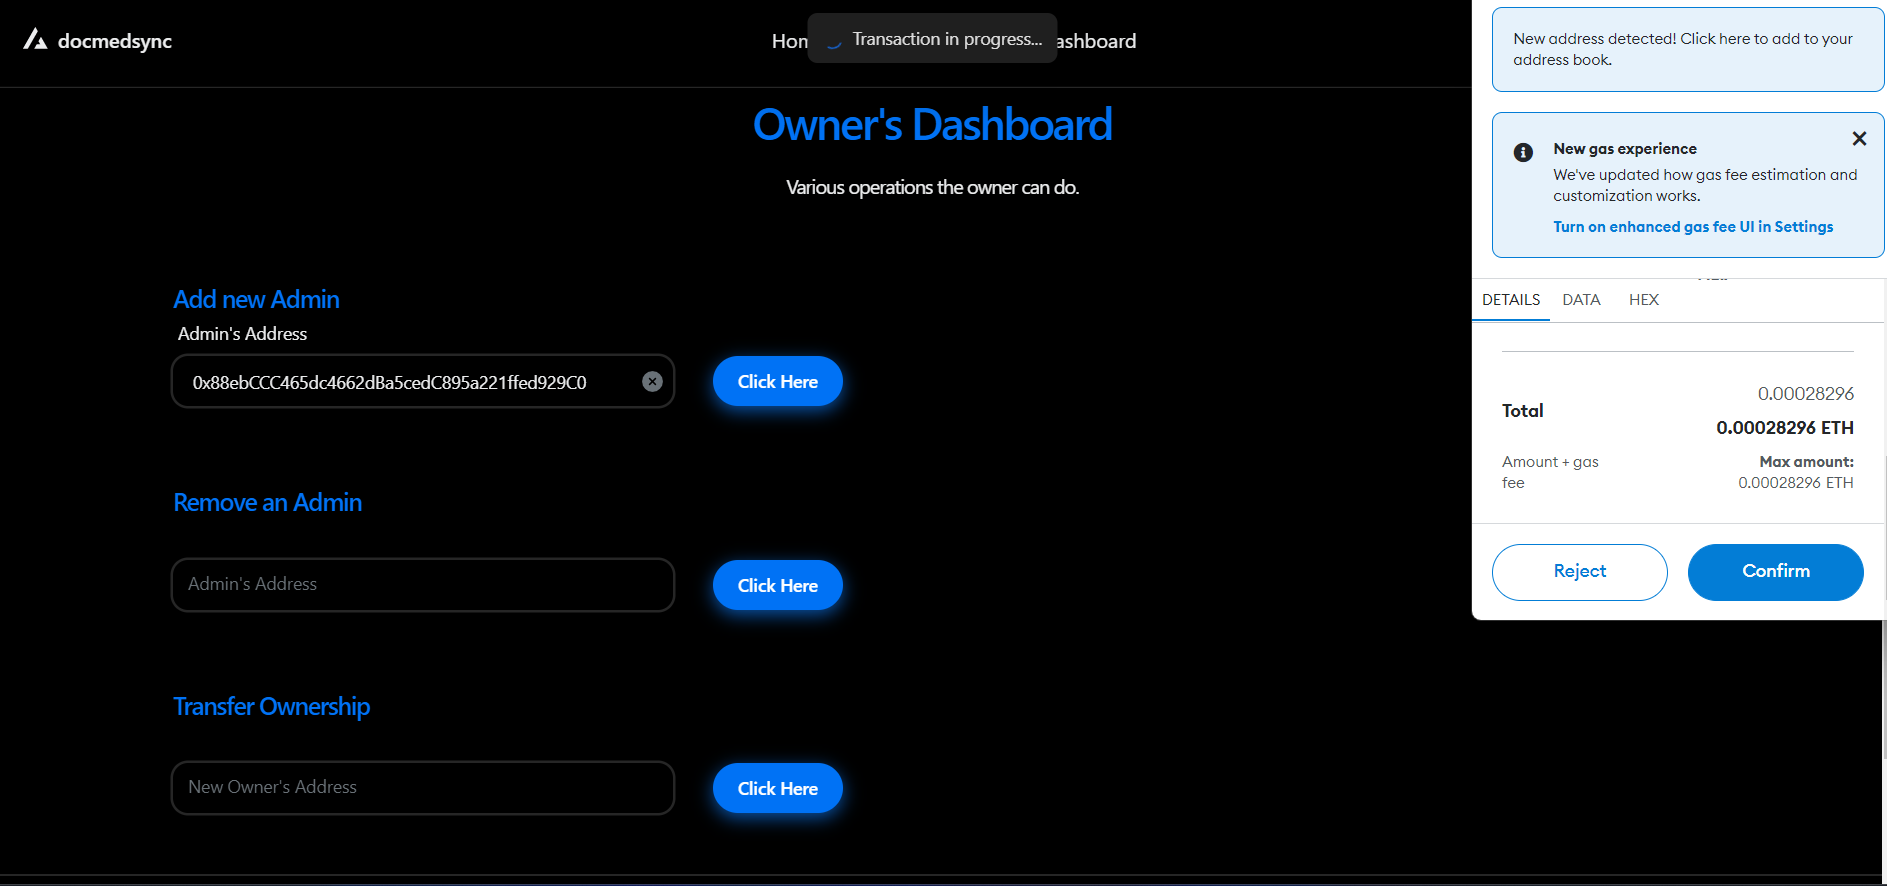 docmedsync
Hom
Transaction in progress...
ashboard
Owner's Dashboard
Various operations the owner can do.
Add new Admin
Admin's Address
0x88ebCCC465dc4662dBa5cedC895a221ffed929C0
Click Here
Remove an Admin
Admin's Address
Click Here
Transfer Ownership
New Owner's Address
Click Here
New address detected! Click here to add to your
address book.
New gas experience
We've updated how gas fee estimation and
customization works.
Turn on enhanced gas fee UI in Settings
DETAILS DATA HEX
0.00028296
Total
0.00028296 ETH
Amount + gas
fee
Max amount:
0.00028296 ETH
Reject
Confirm